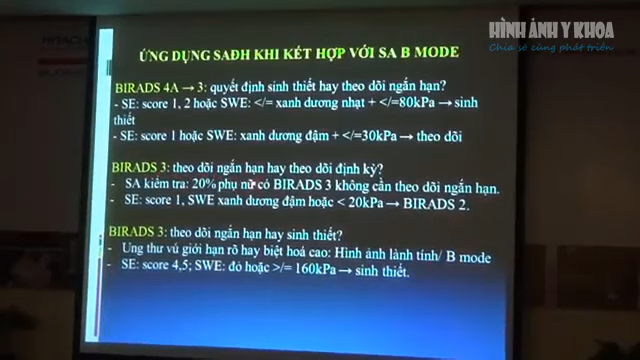 HÌNH ẢNH Y KHOA
Chia sẻ cùng phát triển
HITACHI
ỨNG DỤNG SAĐH KHI KẾT HỢP VỚI SA B MODE
BIRADS 4A → 3: quyết định sinh thiết hay theo dõi ngắn hạn?
- SE: score 1, 2 hoặc SWE: </= xanh dương nhạt + </=80kPa → sinh
thiết
- SE: score 1 hoặc SWE: xanh dương đậm + </=30kPa → theo dõi
BIRADS 3: theo dõi ngắn hạn hay theo dõi định kỳ?
- SA kiểm tra: 20% phụ nữ có BIRADS 3 không cần theo dõi ngắn hạn.
- SE: score 1, SWE xanh dương đậm hoặc < 20kPa → BIRADS 2.
BIRADS 3: theo dõi ngắn hạn hay sinh thiết?
- Ung thư vú giới hạn rõ hay biệt hoá cao: Hình ảnh lành tính/ B mode
- SE: score 4,5; SWE: đỏ hoặc >/= 160kPa → sinh thiết.